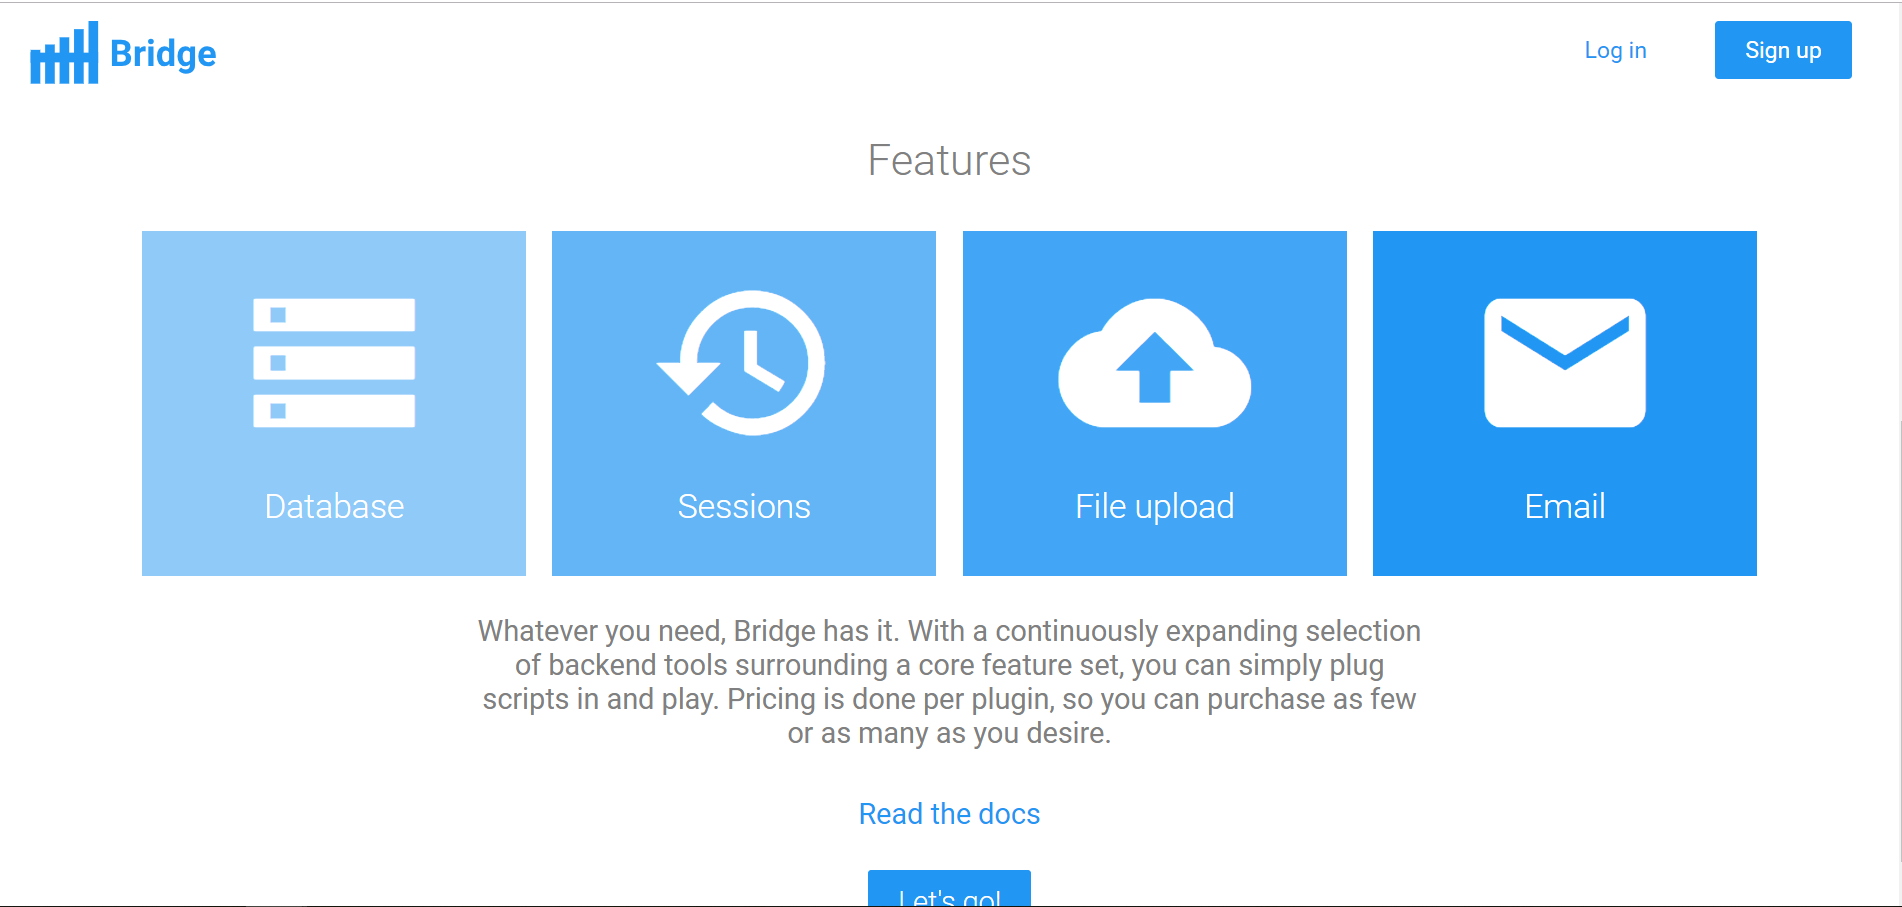 Bridge
Log in
Sign up
Features
Database
Sessions
File upload
Email
Whatever you need, Bridge has it. With a continuously expanding selection
of backend tools surrounding a core feature set, you can simply plug
scripts in and play. Pricing is done per plugin, so you can purchase as few
or as many as you desire.
Read the docs
Let's go!